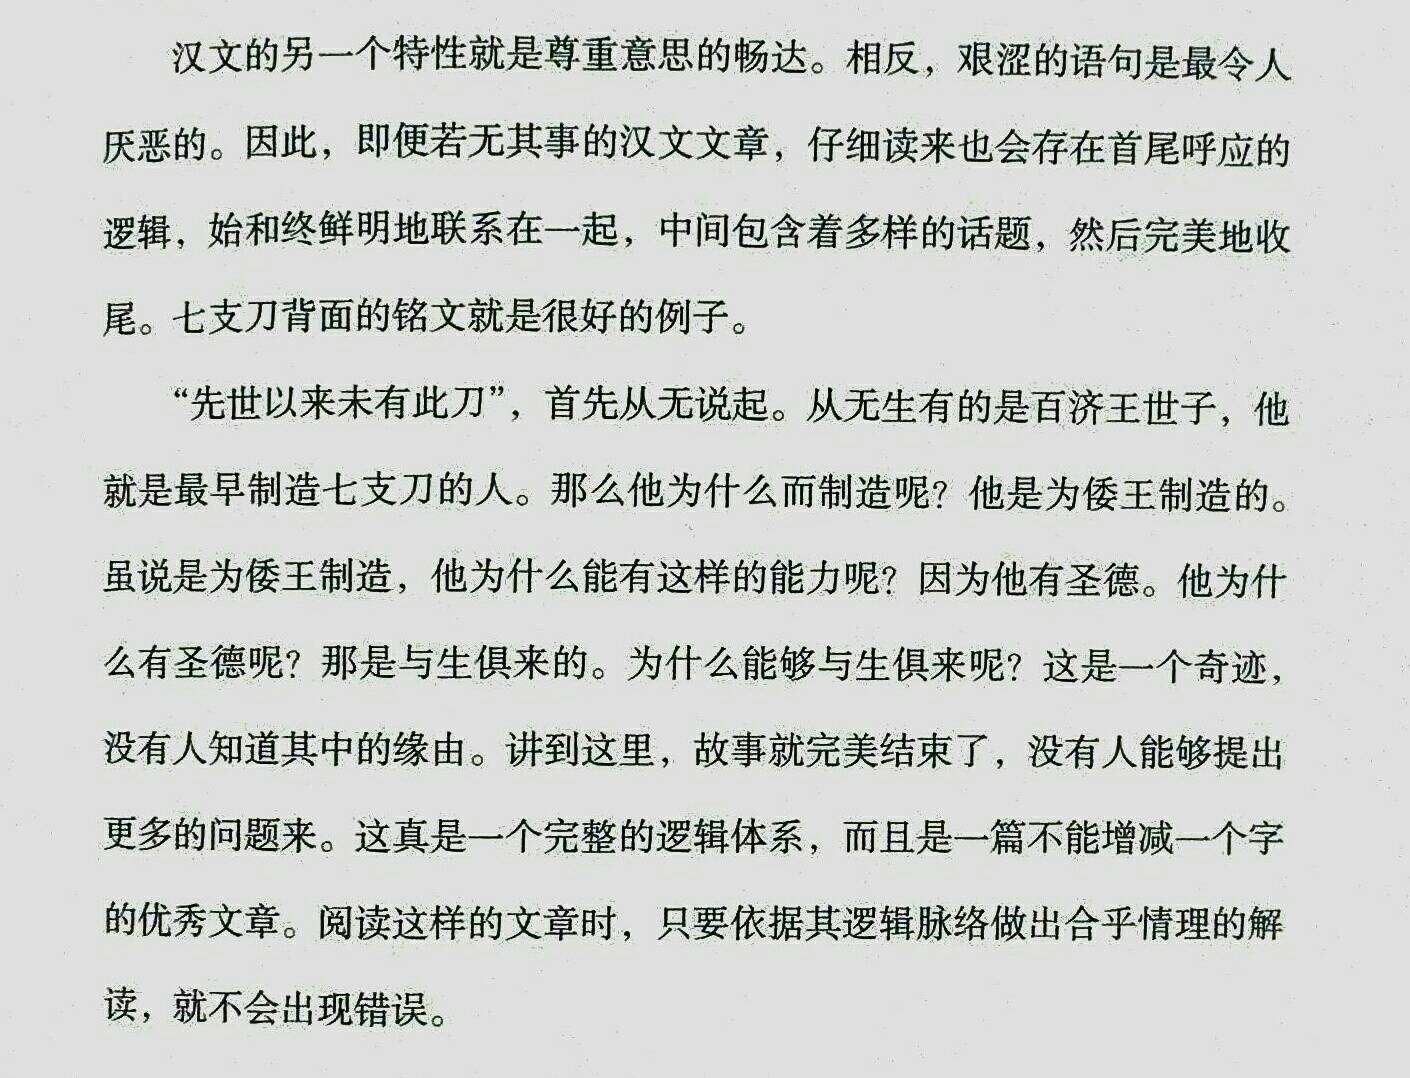 汉文的另一个特性就是尊重意思的畅达。相反，艰涩的语句是最令人
厌恶的。因此，即便若无其事的汉文文章，仔细读来也会存在首尾呼应的
逻辑，始和终鲜明地联系在一起，中间包含着多样的话题，然后完美地收
尾。七支刀背面的铭文就是很好的例子。
“先世以来未有此刀”，首先从无说起。从无生有的是百济王世子，他
就是最早制造七支刀的人。那么他为什么而制造呢？他是为倭王制造的。
虽说是为倭王制造，他为什么能有这样的能力呢？因为他有圣德。他为什
么有圣德呢？那是与生俱来的。为什么能够与生俱来呢？这是一个奇迹，
没有人知道其中的缘由。讲到这里，故事就完美结束了，没有人能够提出
更多的问题来。这真是一个完整的逻辑体系，而且是一篇不能增减一个字
的优秀文章。阅读这样的文章时，只要依据其逻辑脉络做出合乎情理的解
读，就不会出现错误。